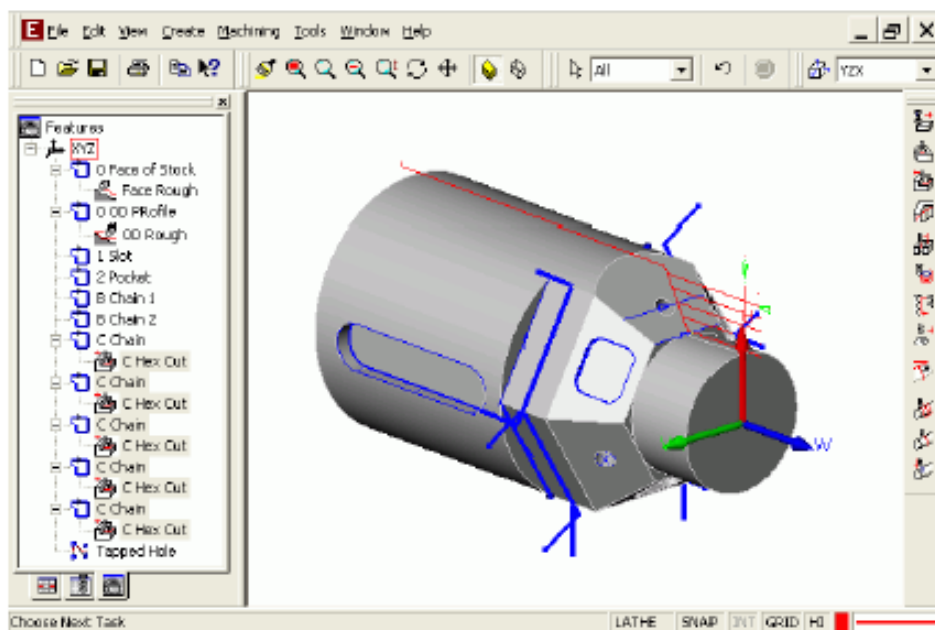 E File Edit View Create Machining Tools Window Help
All
YZX
Features
XYZ
0 Face of Stock
Face Rough
0 OD PRofile
OD Rough
1 Slot
2 Pocket
B Chain 1
B Chain 2
C Chain
C Hex Cut
C Chain
C Hex Cut
C Chain
C Hex Cut
C Chain
C Hex Cut
C Chain
C Hex Cut
Tapped Hole
W
Choose Next Task
LATHE SNAP INT GRID HI